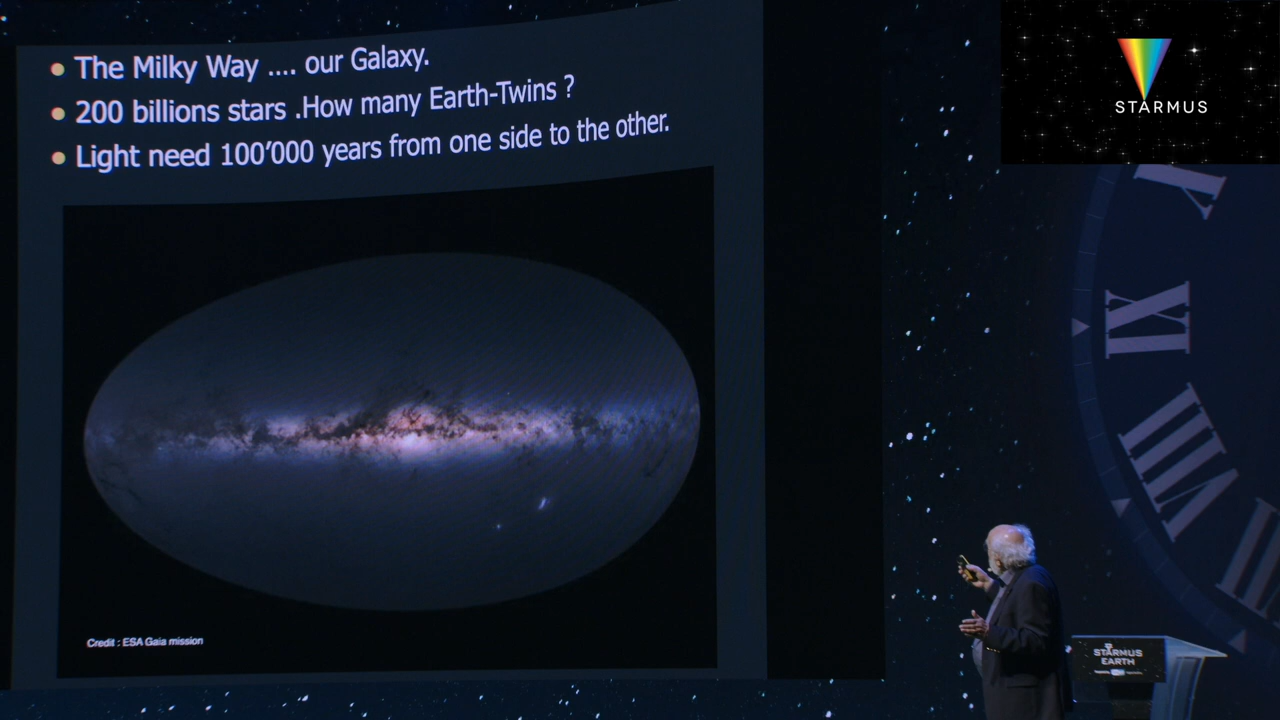 The Milky Way .... our Galaxy.
200 billions stars .How many Earth-Twins ?
Light need 100'000 years from one side to the other.
Credit : ESA Gaia mission
STARMUS
STARMUS
EARTH